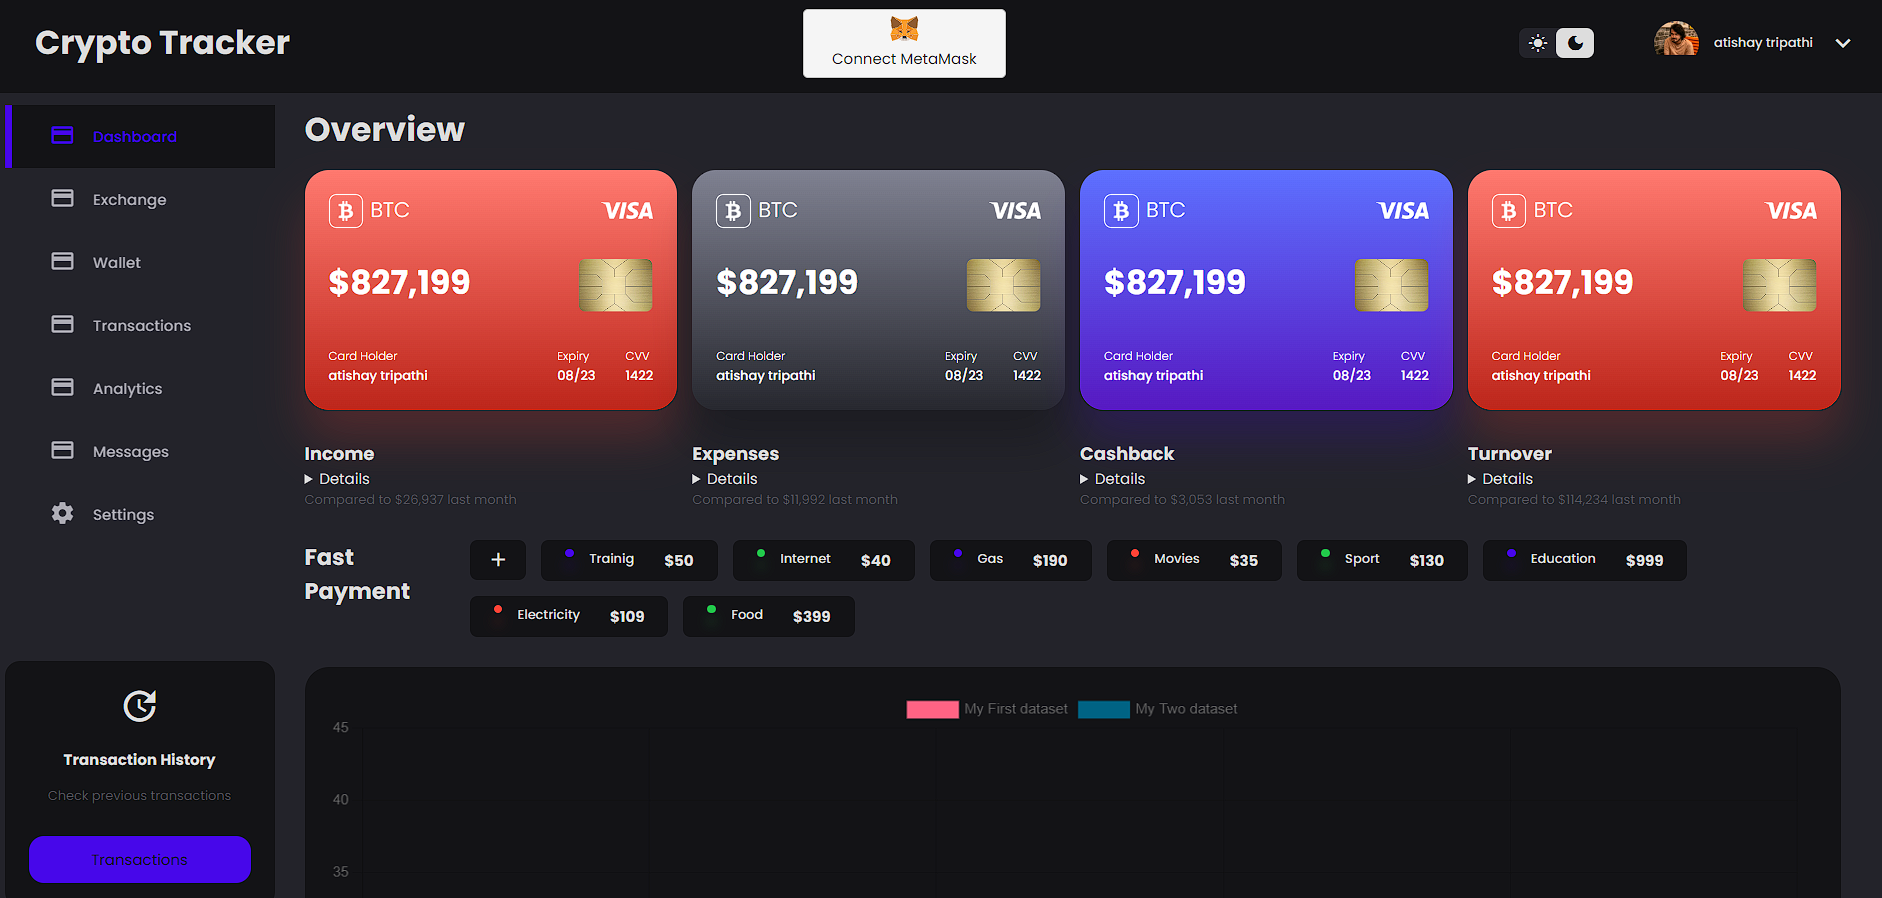 Crypto Tracker
Connect MetaMask
atishay tripathi
Dashboard
Exchange
Wallet
Transactions
Analytics
Messages
Settings
Transaction History
Check previous transactions
Transactions
Overview
BTC VISA
$827,199
Card Holder Expiry CVV
atishay tripathi 08/23 1422
BTC VISA
$827,199
Card Holder Expiry CVV
atishay tripathi 08/23 1422
BTC VISA
$827,199
Card Holder Expiry CVV
atishay tripathi 08/23 1422
BTC VISA
$827,199
Card Holder Expiry CVV
atishay tripathi 08/23 1422
Income
Details
Compared to $26,937 last month
Expenses
Details
Compared to $11,992 last month
Cashback
Details
Compared to $3,053 last month
Turnover
Details
Compared to $114,234 last month
Fast
Payment
+
Trainig $50
Internet $40
Gas $190
Movies $35
Sport $130
Education $999
Electricity $109
Food $399
My First dataset My Two dataset
45
40
35